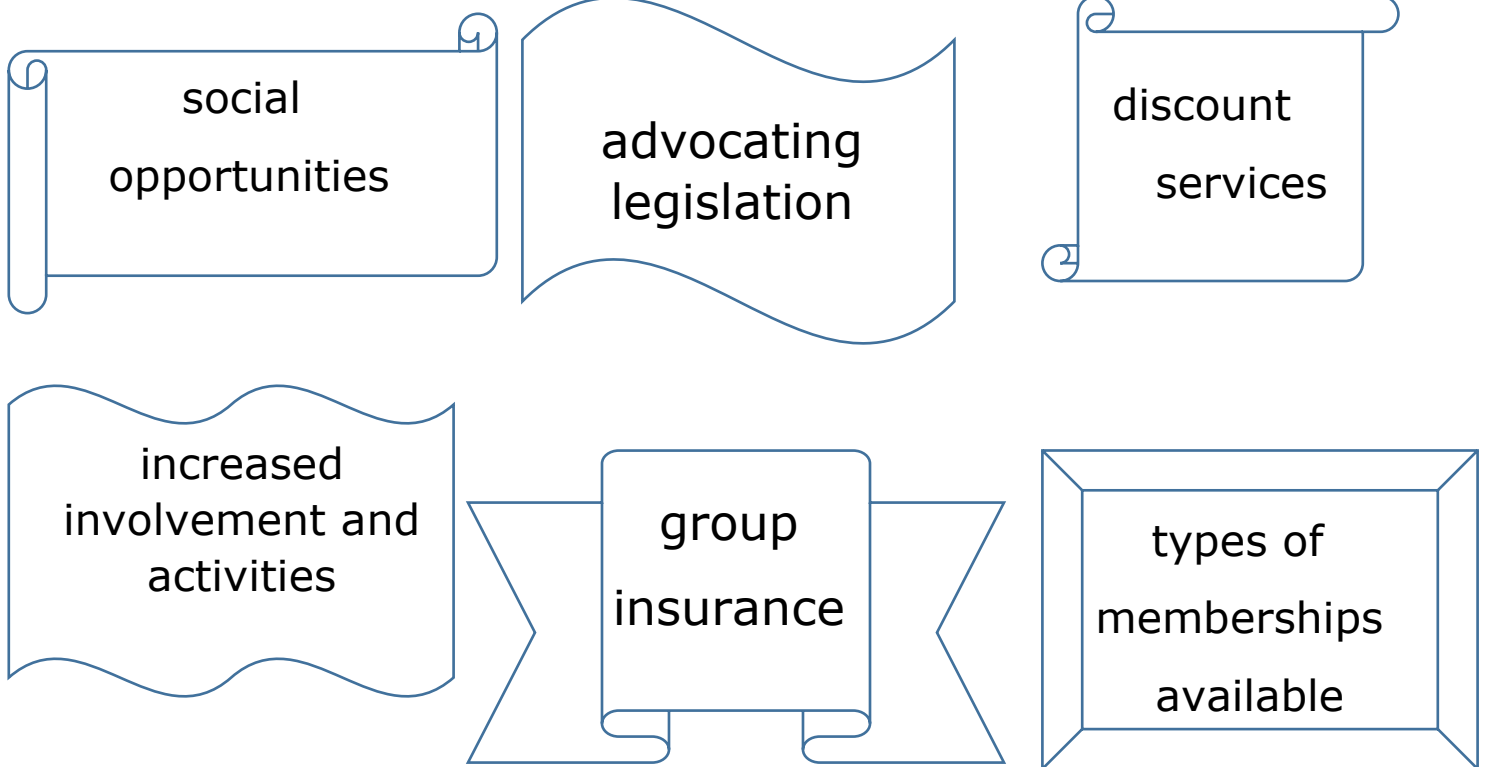 social
opportunities
advocating
legislation
discount
services
increased
involvement and
activities
group
insurance
types of
memberships
available